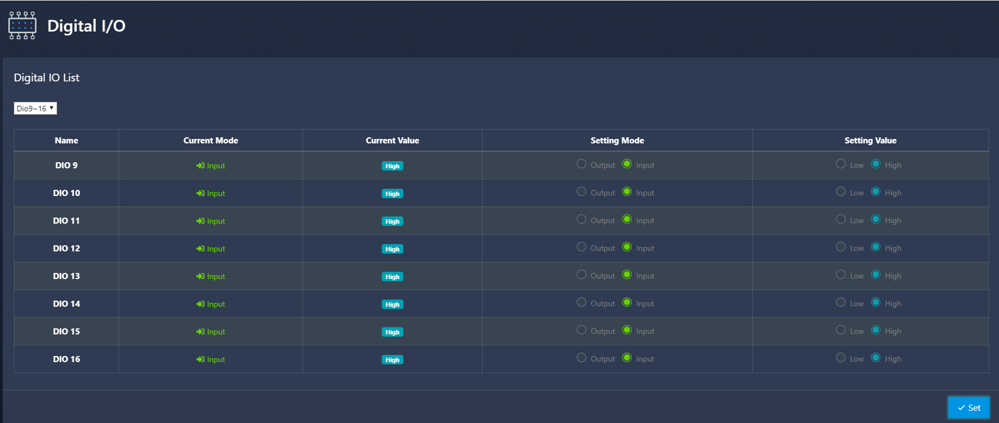 Digital I/O
Digital IO List
Dio9~16
Name Current Mode Current Value Setting Mode Setting Value
DIO 9 Input High Output Input Low High
DIO 10 Input High Output Input Low High
DIO 11 Input High Output Input Low High
DIO 12 Input High Output Input Low High
DIO 13 Input High Output Input Low High
DIO 14 Input High Output Input Low High
DIO 15 Input High Output Input Low High
DIO 16 Input High Output Input Low High
Set